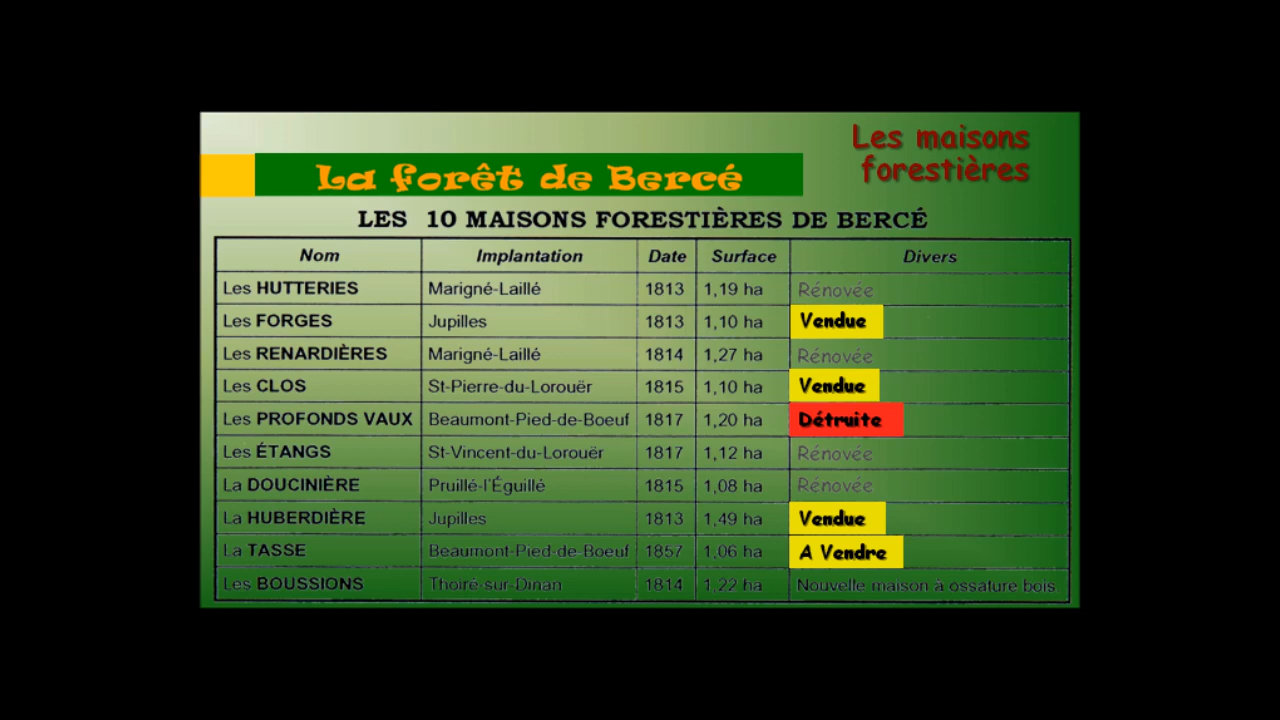 Les maisons
forestières
La forêt de Bercé
LES 10 MAISONS FORESTIÈRES DE BERCÉ
Nom Implantation Date Surface Divers
Les HUTTERIES Marigné-Laillé 1813 1,19 ha Rénovée
Les FORGES Jupilles 1813 1,10 ha Vendue
Les RENARDIÈRES Marigné-Laillé 1814 1,27 ha Rénovée
Les CLOS St-Pierre-du-Lorouër 1815 1,10 ha Vendue
Les PROFONDS VAUX Beaumont-Pied-de-Boeuf 1817 1,20 ha Détruite
Les ÉTANGS St-Vincent-du-Lorouër 1817 1,12 ha Rénovée
La DOUCINIÈRE Pruillé-l'Éguillé 1815 1,08 ha Rénovée
La HUBERDIÈRE Jupilles 1813 1,49 ha Vendue
La TASSE Beaumont-Pied-de-Boeuf 1857 1,06 ha A Vendre
Les BOUSSIONS Thoiré-sur-Dinan 1814 1,22 ha Nouvelle maison à ossature bois.